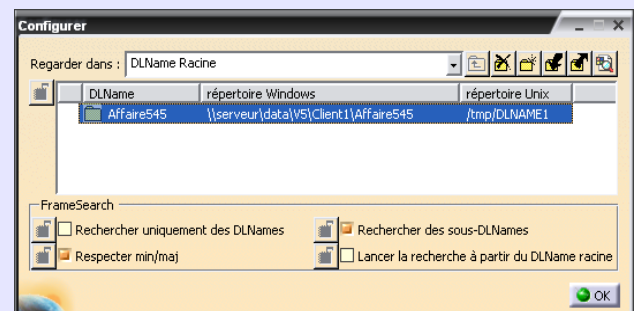 Configurer
Regarder dans : DLName Racine
DLName répertoire Windows répertoire Unix
Affaire545 \\serveur\data\V5\Client1\Affaire545 /tmp/DLNAME1
FrameSearch
Rechercher uniquement des DLNames Rechercher des sous-DLNames
Respecter min/maj Lancer la recherche à partir du DLName racine
OK